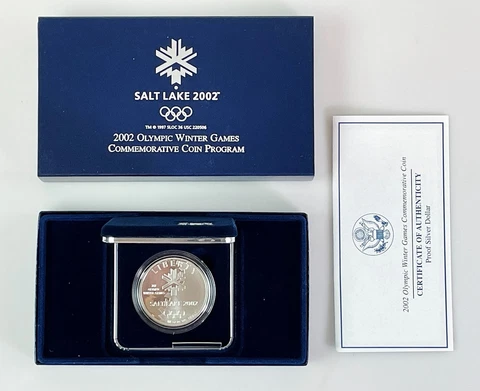 SALT LAKE 2002™
TM © 1997 SLOC 36 USC 220506
2002 OLYMPIC WINTER GAMES
COMMEMORATIVE COIN PROGRAM
LIBERTY
SALT LAKE 2002
2002 Olympic Winter Games Commemorative Coin
CERTIFICATE OF AUTHENTICITY
Proof Silver Dollar